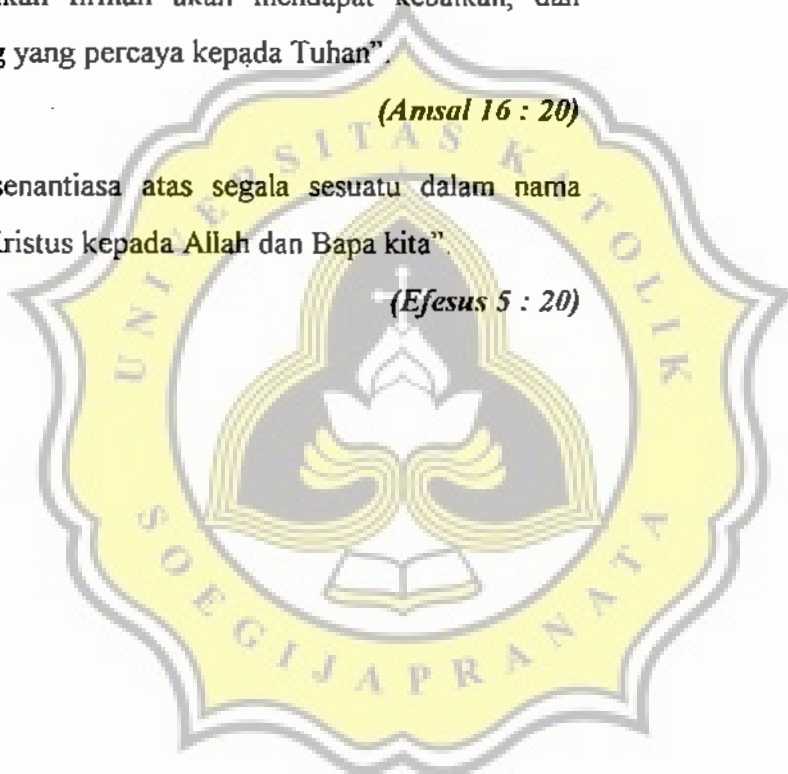 firman akan mendapat kebaikan, dan
yang percaya kepada Tuhan”.
(Amsal 16 : 20)
senantiasa atas segala sesuatu dalam nama
Kristus kepada Allah dan Bapa kita”.
(Efesus 5 : 20)
UNIVERSITAS KATOLIK
SOEGIJAPRANATA